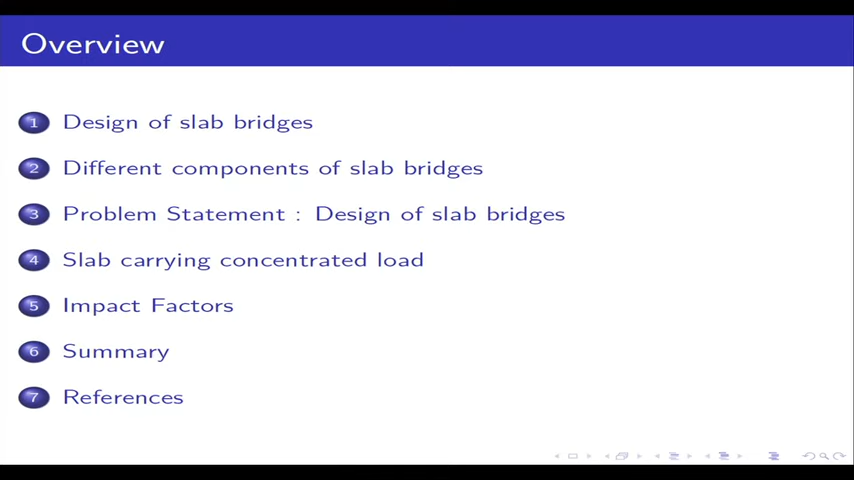 Overview
1 Design of slab bridges
2 Different components of slab bridges
3 Problem Statement : Design of slab bridges
4 Slab carrying concentrated load
5 Impact Factors
6 Summary
7 References